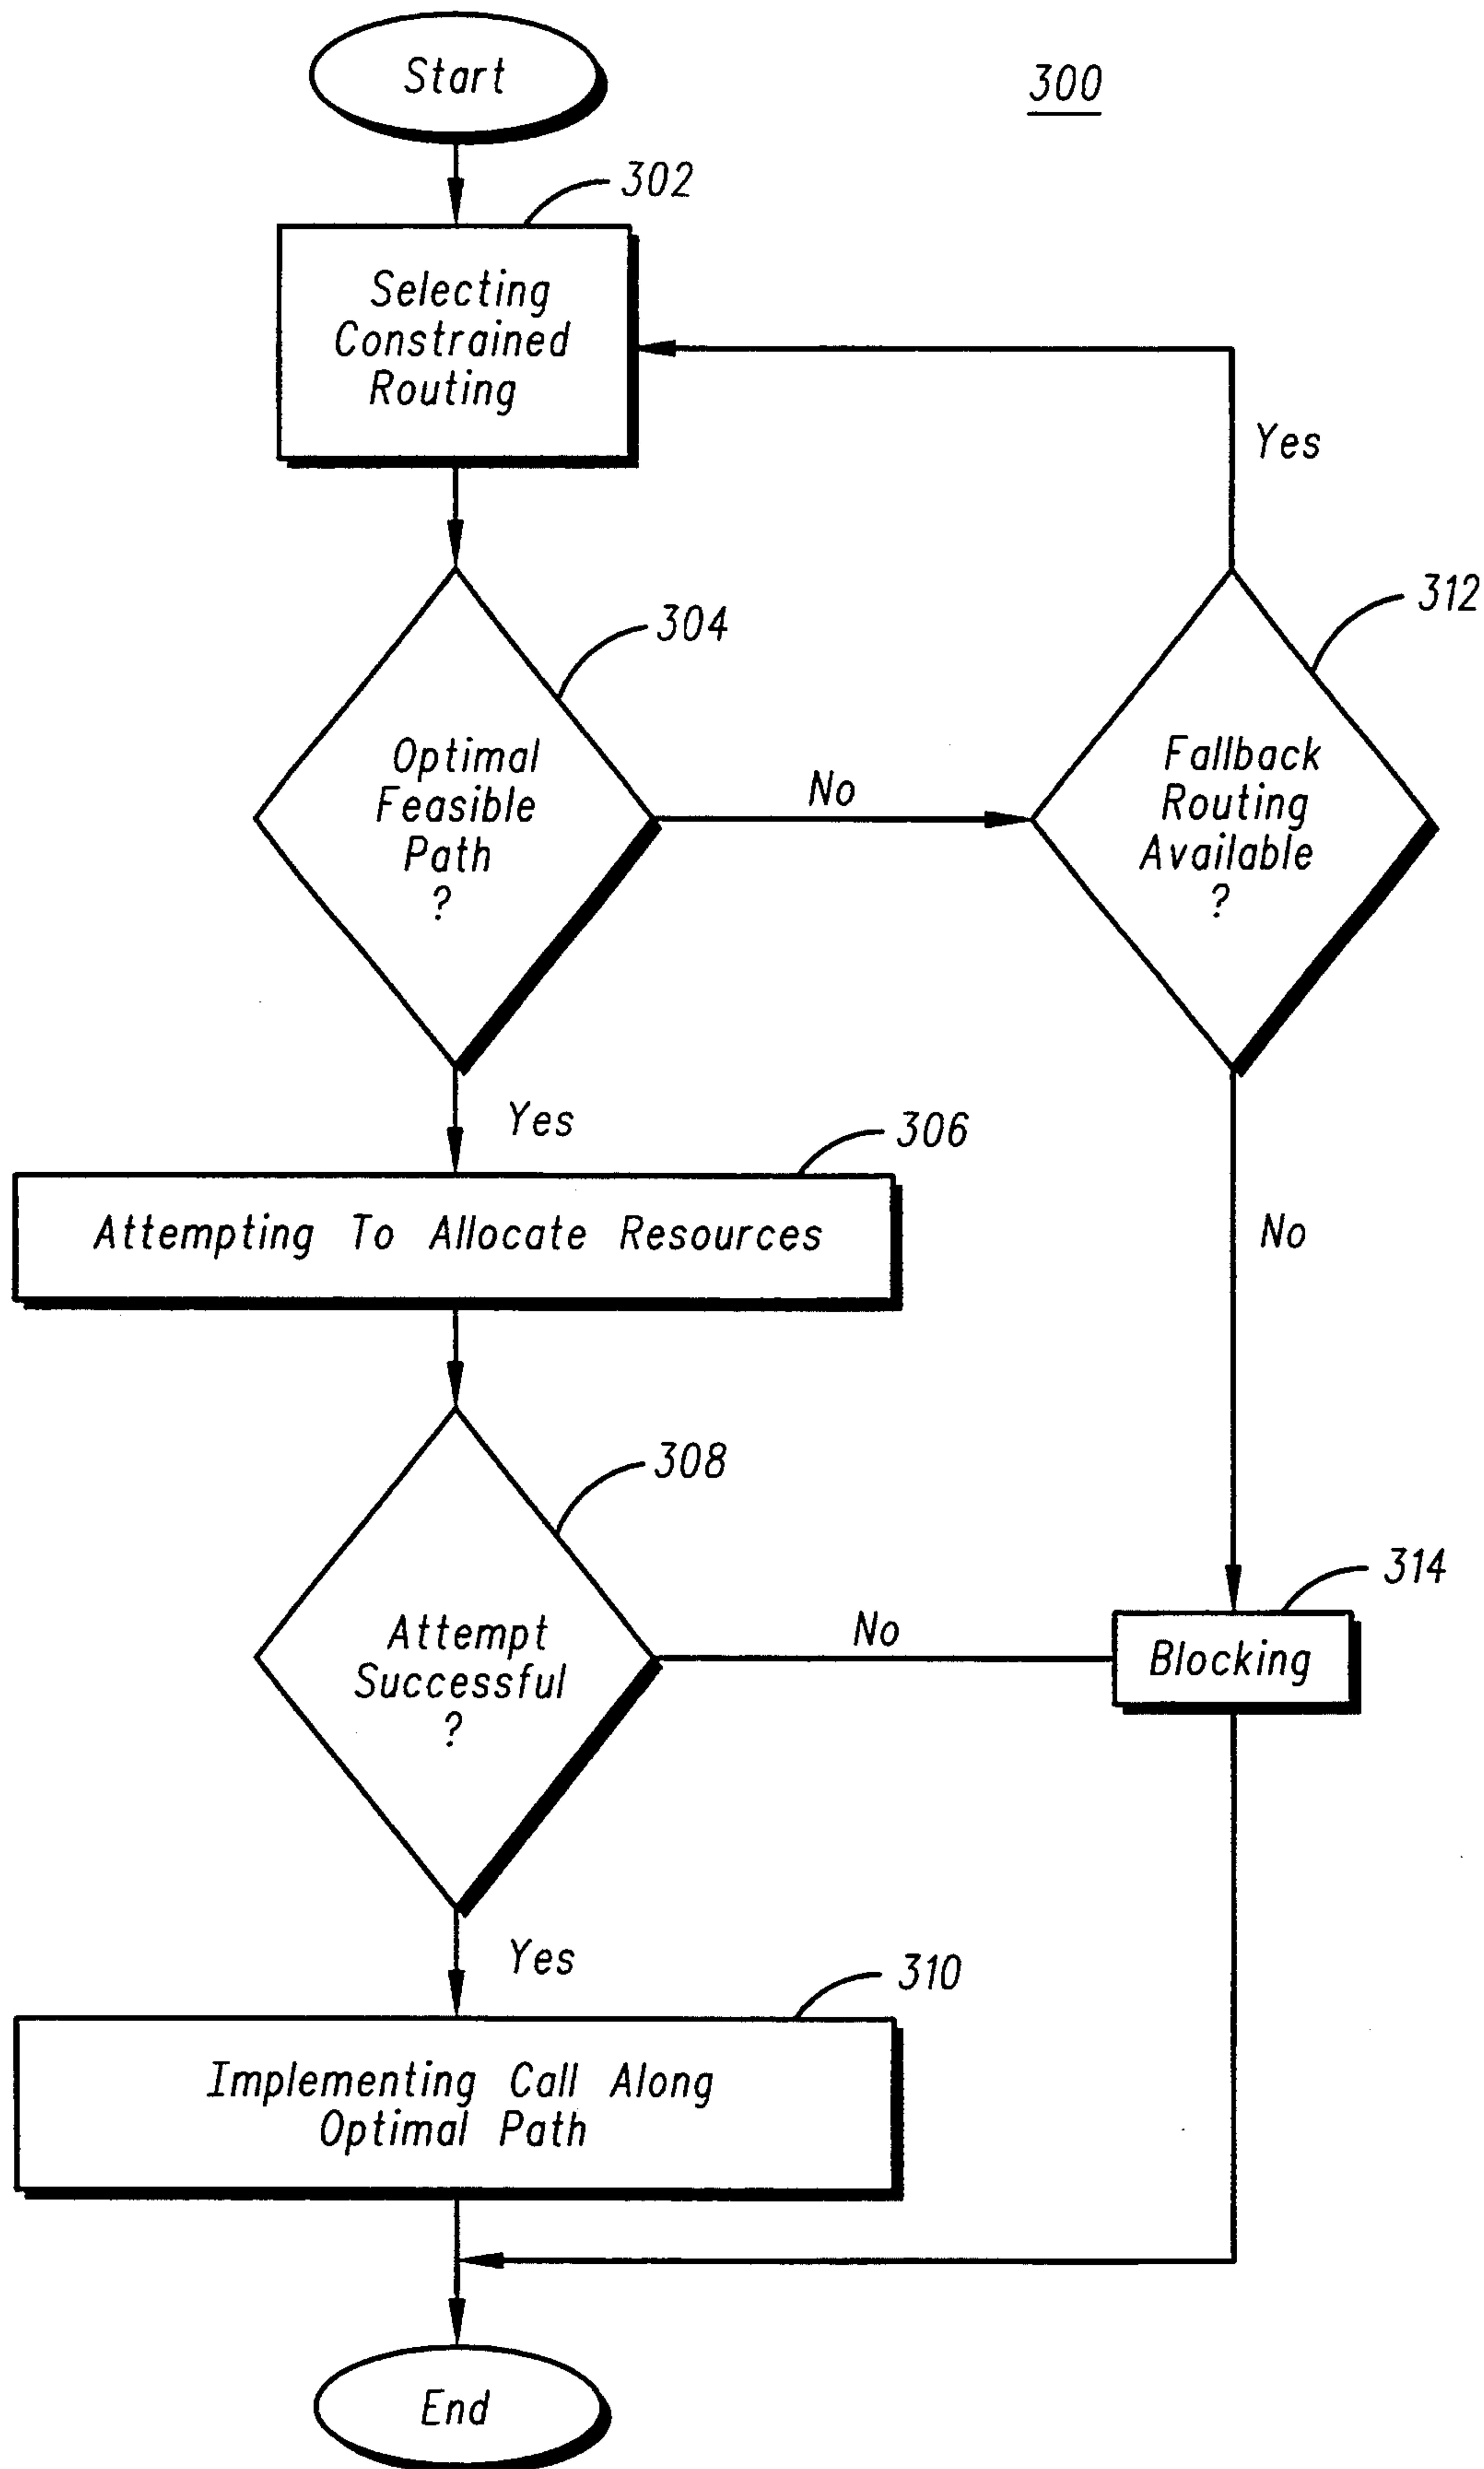 Start
300
302
Selecting
Constrained
Routing
Yes
304
312
Optimal
Feasible
Path
?
No
Fallback
Routing
Available
?
Yes
306
Attempting To Allocate Resources
No
308
314
Attempt
Successful
?
No
Blocking
Yes
310
Implementing Call Along
Optimal Path
End